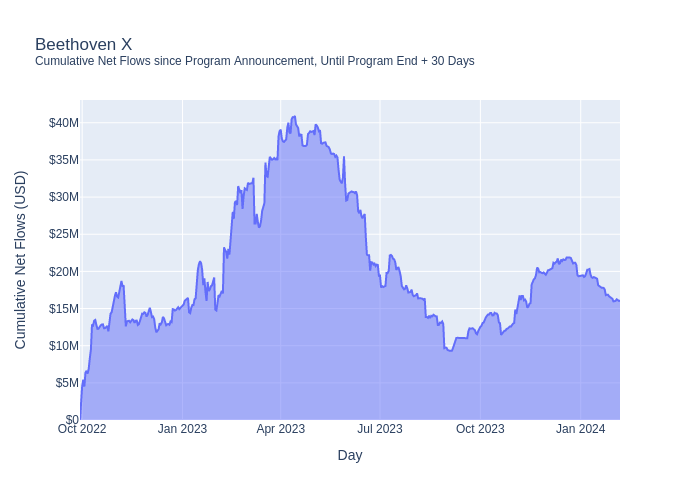 Beethoven X
Cumulative Net Flows since Program Announcement, Until Program End + 30 Days
Cumulative Net Flows (USD)
$40M
$35M
$30M
$25M
$20M
$15M
$10M
$5M
$0
Oct 2022 Jan 2023 Apr 2023 Jul 2023 Oct 2023 Jan 2024
Day